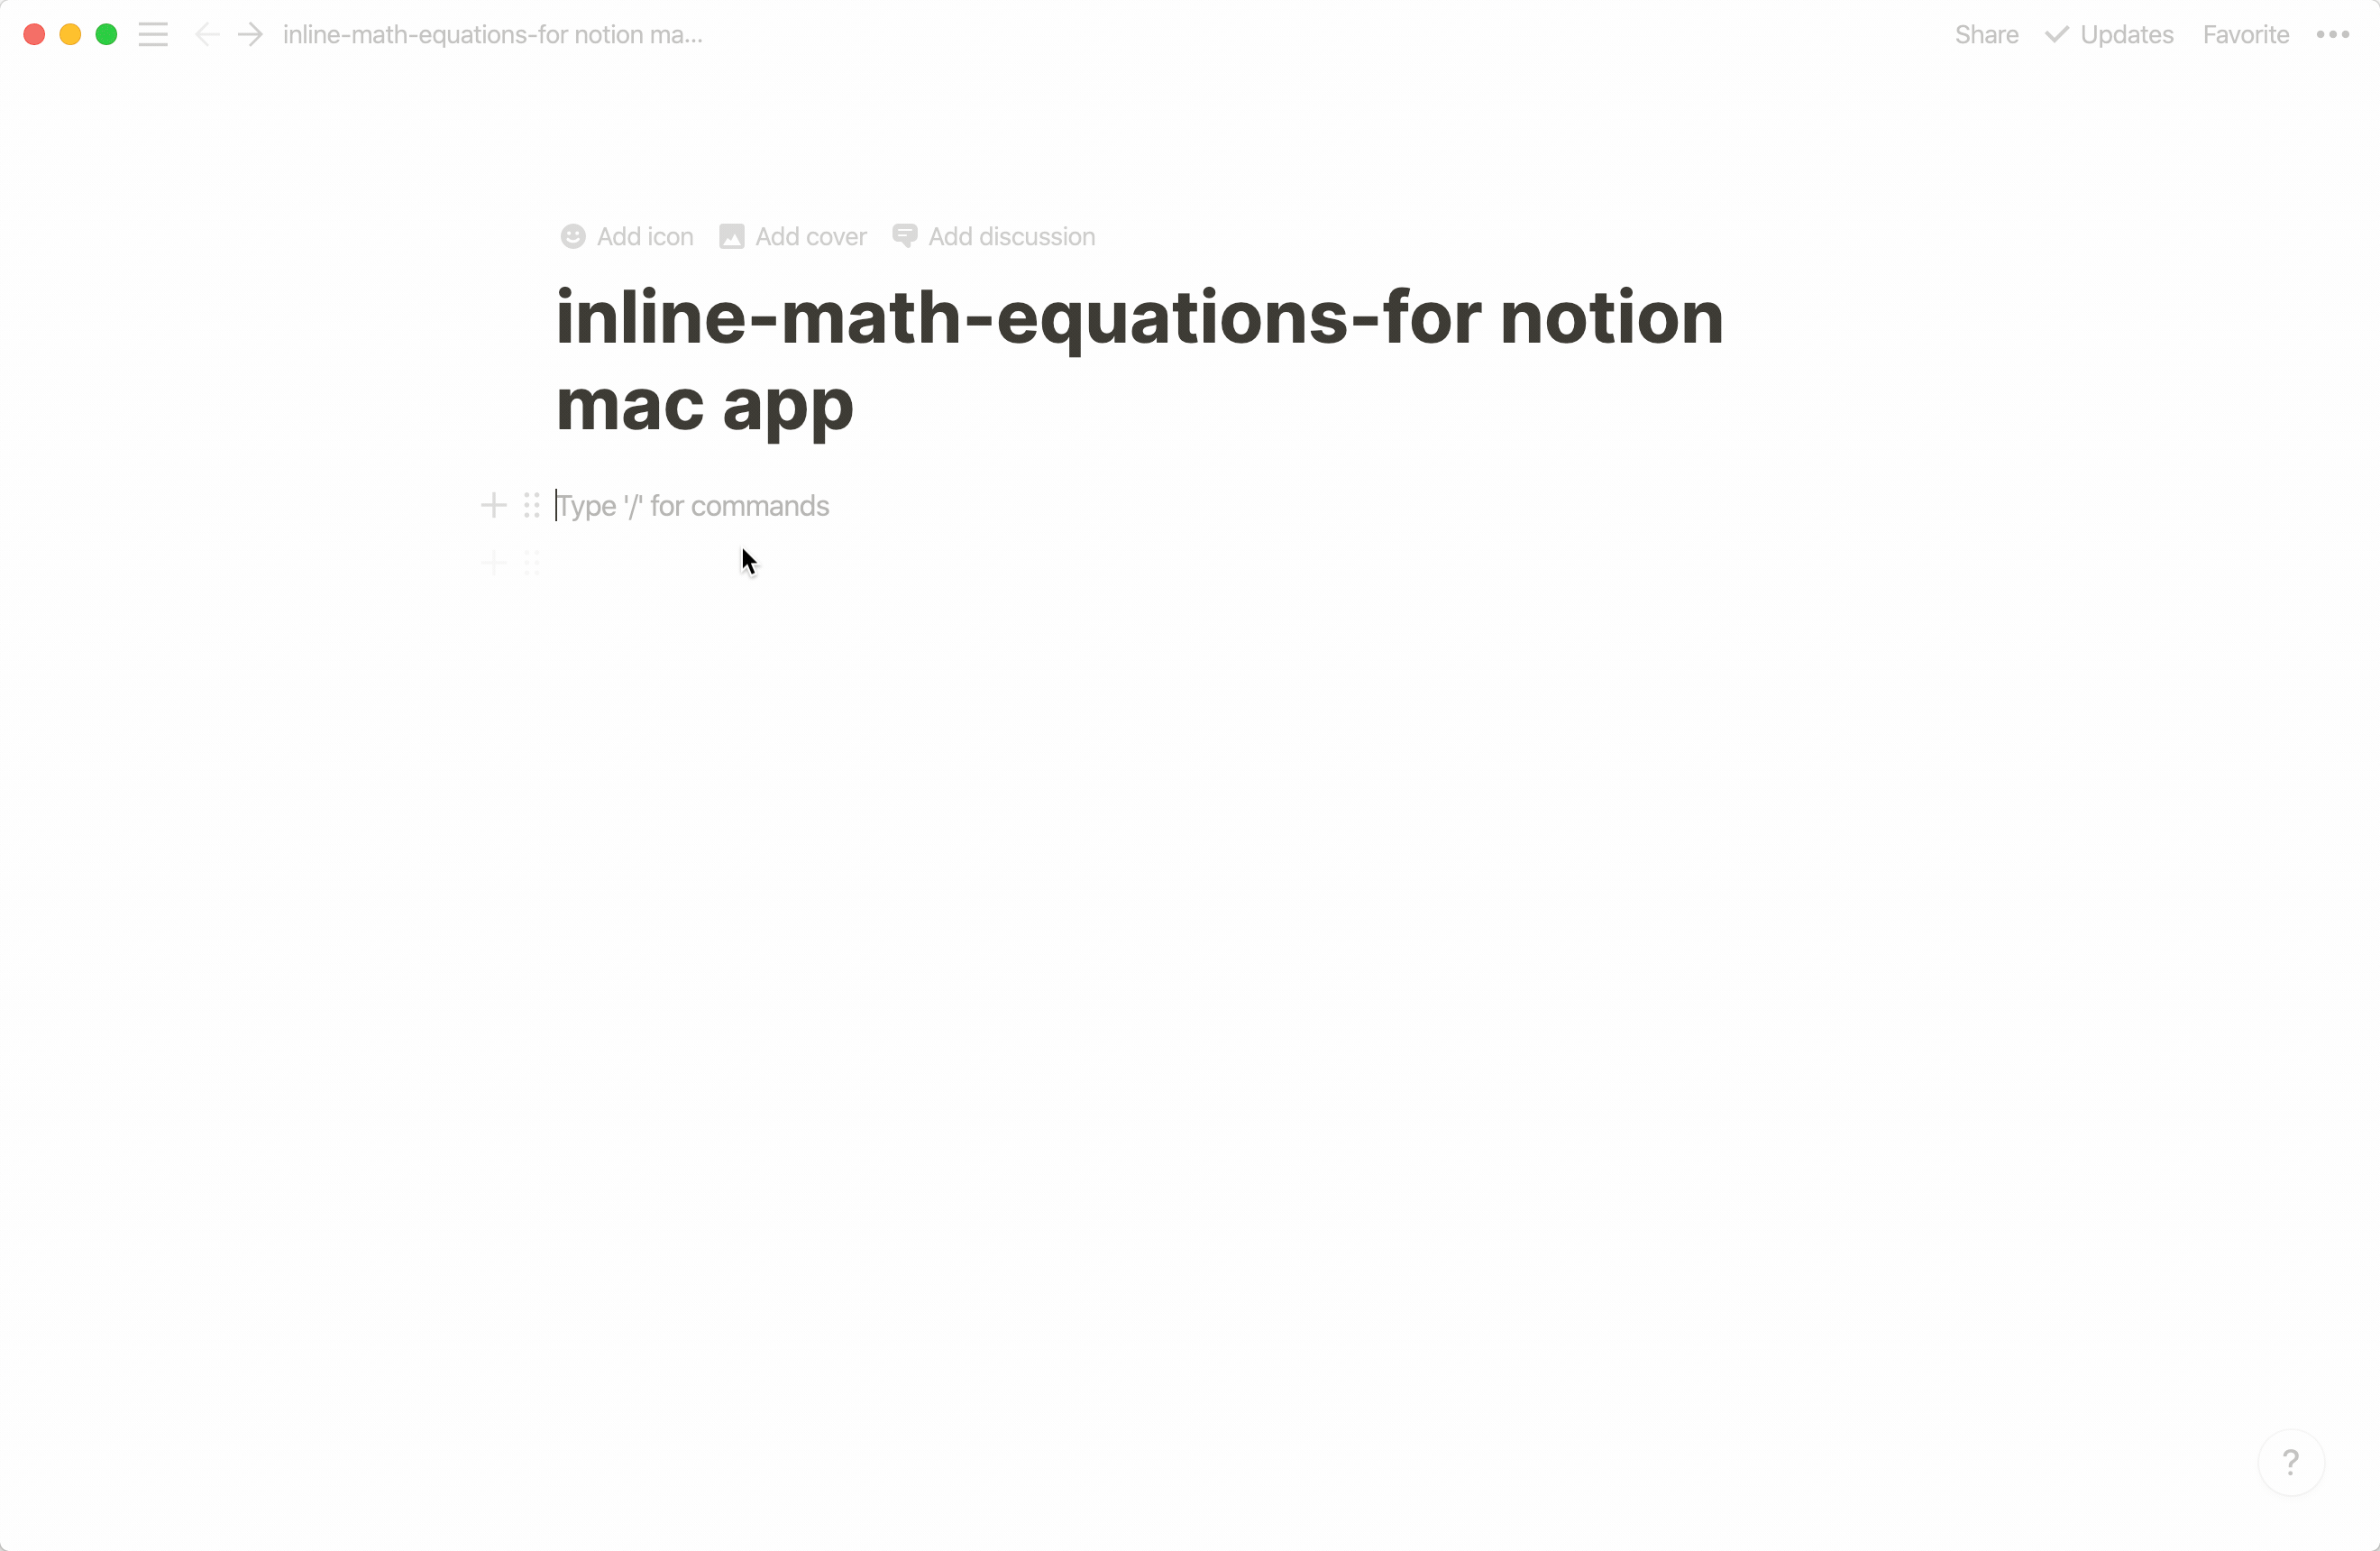 inline-math-equations-for notion ma...
Share
Updates
Favorite
Add icon
Add cover
Add discussion
inline-math-equations-for notion
mac app
Type '/' for commands
?